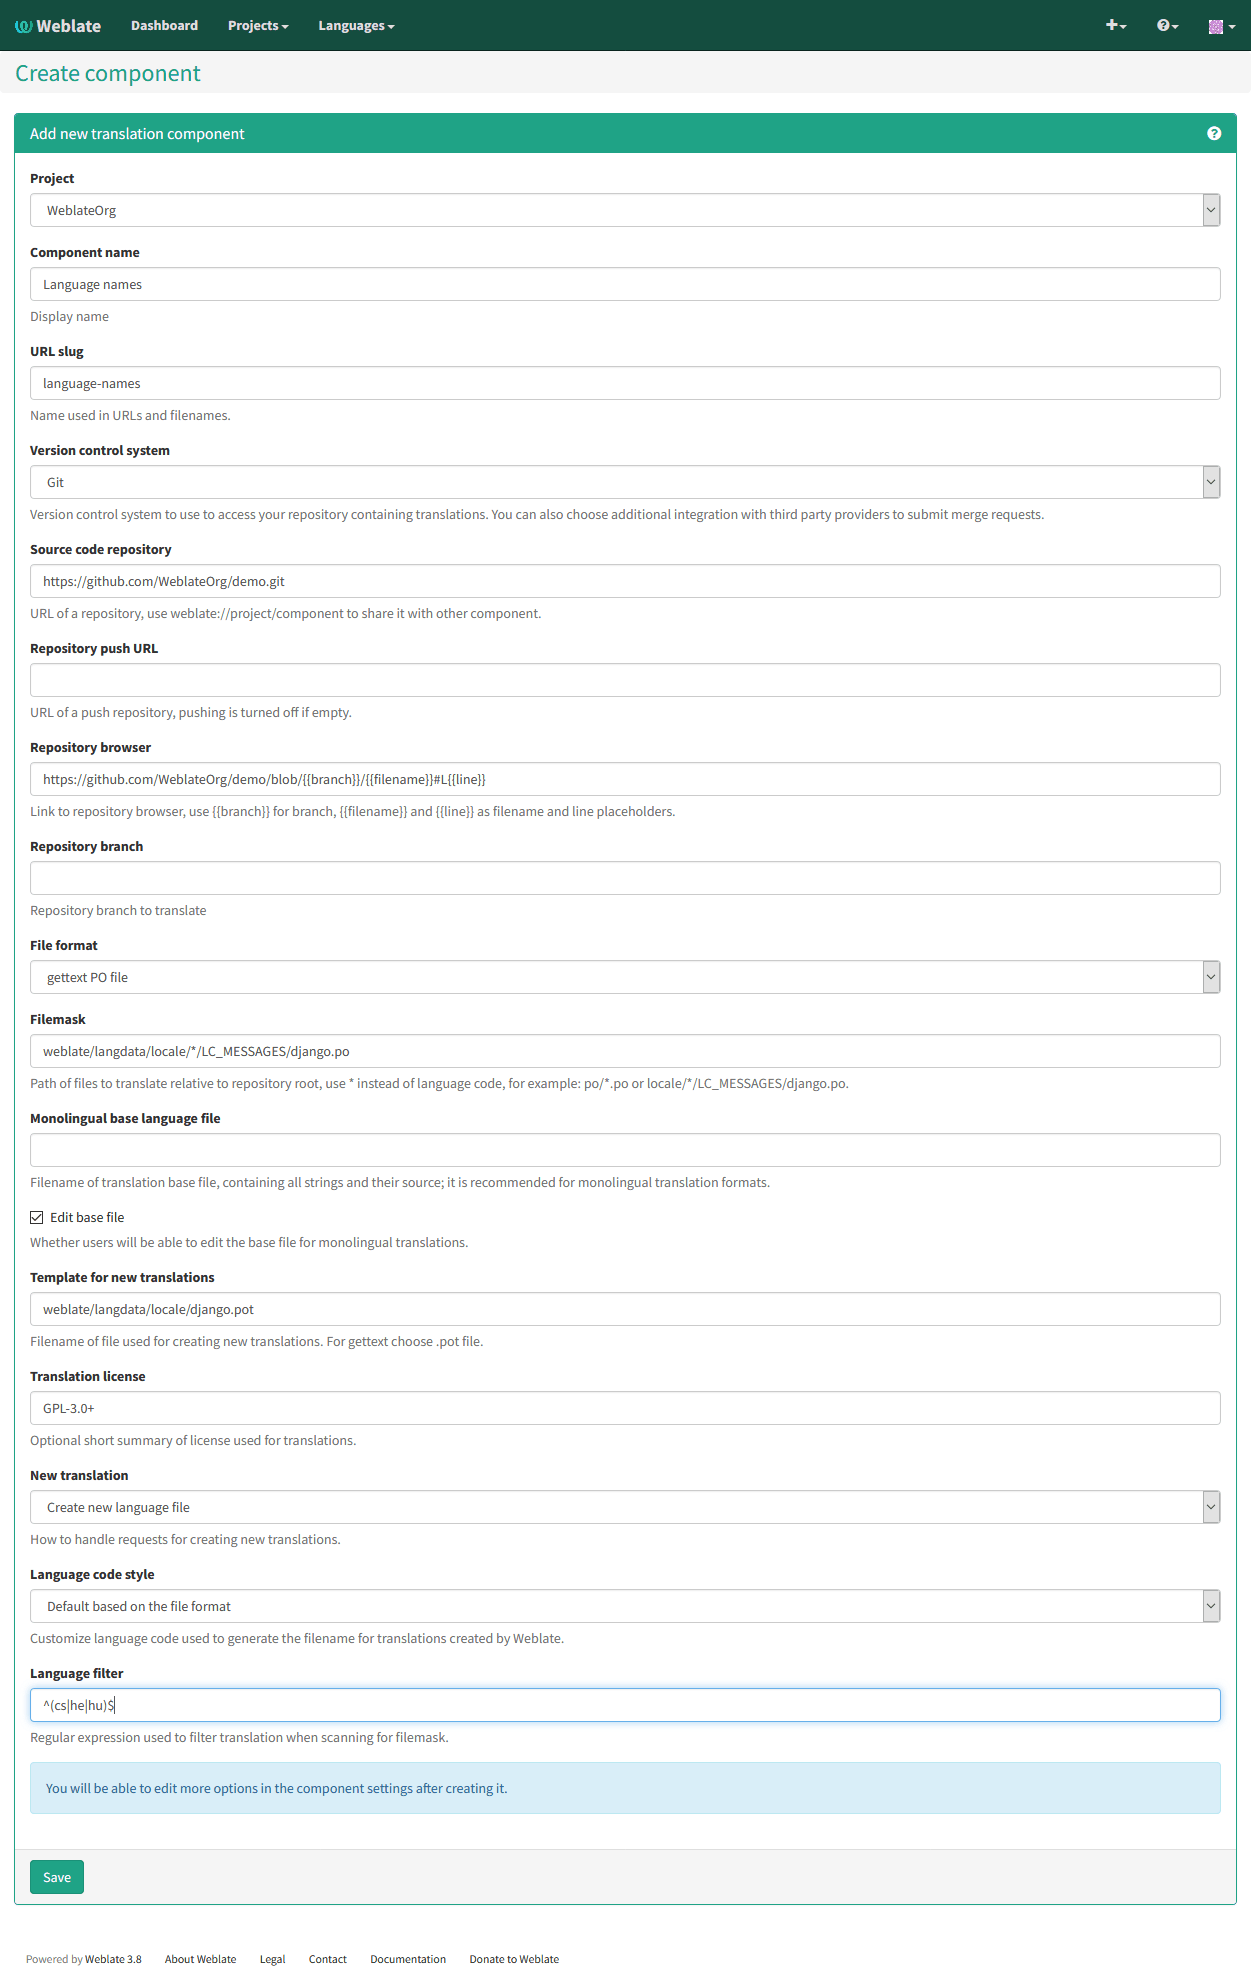 Weblate Dashboard Projects Languages
Create component
Add new translation component
Project
WeblateOrg
Component name
Language names
Display name
URL slug
language-names
Name used in URLs and filenames.
Version control system
Git
Version control system to use to access your repository containing translations. You can also choose additional integration with third party providers to submit merge requests.
Source code repository
https://github.com/WeblateOrg/demo.git
URL of a repository, use weblate://project/component to share it with other component.
Repository push URL
URL of a push repository, pushing is turned off if empty.
Repository browser
https://github.com/WeblateOrg/demo/blob/{{branch}}/{{filename}}#L{{line}}
Link to repository browser, use {{branch}} for branch, {{filename}} and {{line}} as filename and line placeholders.
Repository branch
Repository branch to translate
File format
gettext PO file
Filemask
weblate/langdata/locale/*/LC_MESSAGES/django.po
Path of files to translate relative to repository root, use * instead of language code, for example: po/*.po or locale/*/LC_MESSAGES/django.po.
Monolingual base language file
Filename of translation base file, containing all strings and their source; it is recommended for monolingual translation formats.
Edit base file
Whether users will be able to edit the base file for monolingual translations.
Template for new translations
weblate/langdata/locale/django.pot
Filename of file used for creating new translations. For gettext choose .pot file.
Translation license
GPL-3.0+
Optional short summary of license used for translations.
New translation
Create new language file
How to handle requests for creating new translations.
Language code style
Default based on the file format
Customize language code used to generate the filename for translations created by Weblate.
Language filter
^(cs|he|hu)$
Regular expression used to filter translation when scanning for filemask.
You will be able to edit more options in the component settings after creating it.
Save
Powered by Weblate 3.8 About Weblate Legal Contact Documentation Donate to Weblate